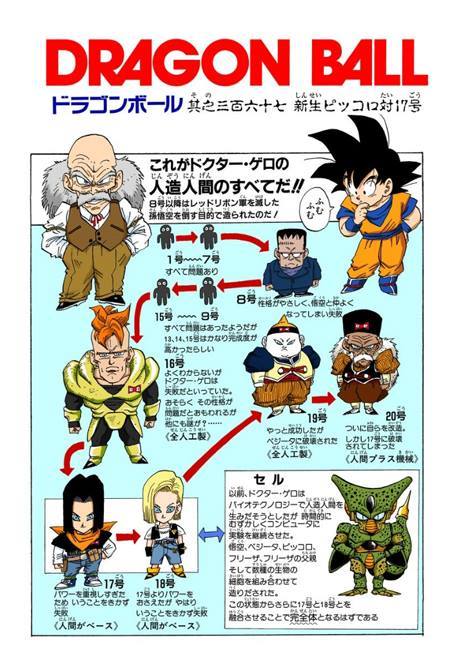 DRAGON BALL
ドラゴンボール 其之三百六十七 新生ピッコロ対17号
これがドクター・ゲロの
人造人間のすべてだ!!
8号以降はレッドリボン軍を滅した
孫悟空を倒す目的で造られたのだ!
ふむ
ふむ
1号〜〜〜7号
すべて問題あり
8号
性格がやさしく、悟空と仲よく
なってしまい失敗
15号〜〜9号
すべて問題はあったようだが
13、14、15号はかなり完成度が
高かったらしい
16号
よくわからないが
ドクター・ゲロは
失敗だといっていた。
おそらく その性格が
問題だとおもわれるが
他にも謎が?……
《全人工製》
19号
やっと成功したが
ベジータに破壊された
《全人工製》
20号
ついに自らを改造。
しかし17号に破壊
されてしまった
《人間プラス機械》
17号
パワーを重視しすぎた
ため いうことをきかず
失敗
《人間がベース》
18号
17号よりパワーを
おさえたが やはり
いうことをきかず失敗
《人間がベース》
セル
以前、ドクター・ゲロは
バイオテクノロジーで人造人間を
生みだそうとしたが 時間的に
むずかしくコンピュータに
実験を継続させた。
悟空、ベジータ、ピッコロ、
フリーザ、フリーザの父親
そして数種の生物の
細胞を組み合わせて
造りだされた。
この状態からさらに17号と18号とを
融合させることで完全体となるはずである